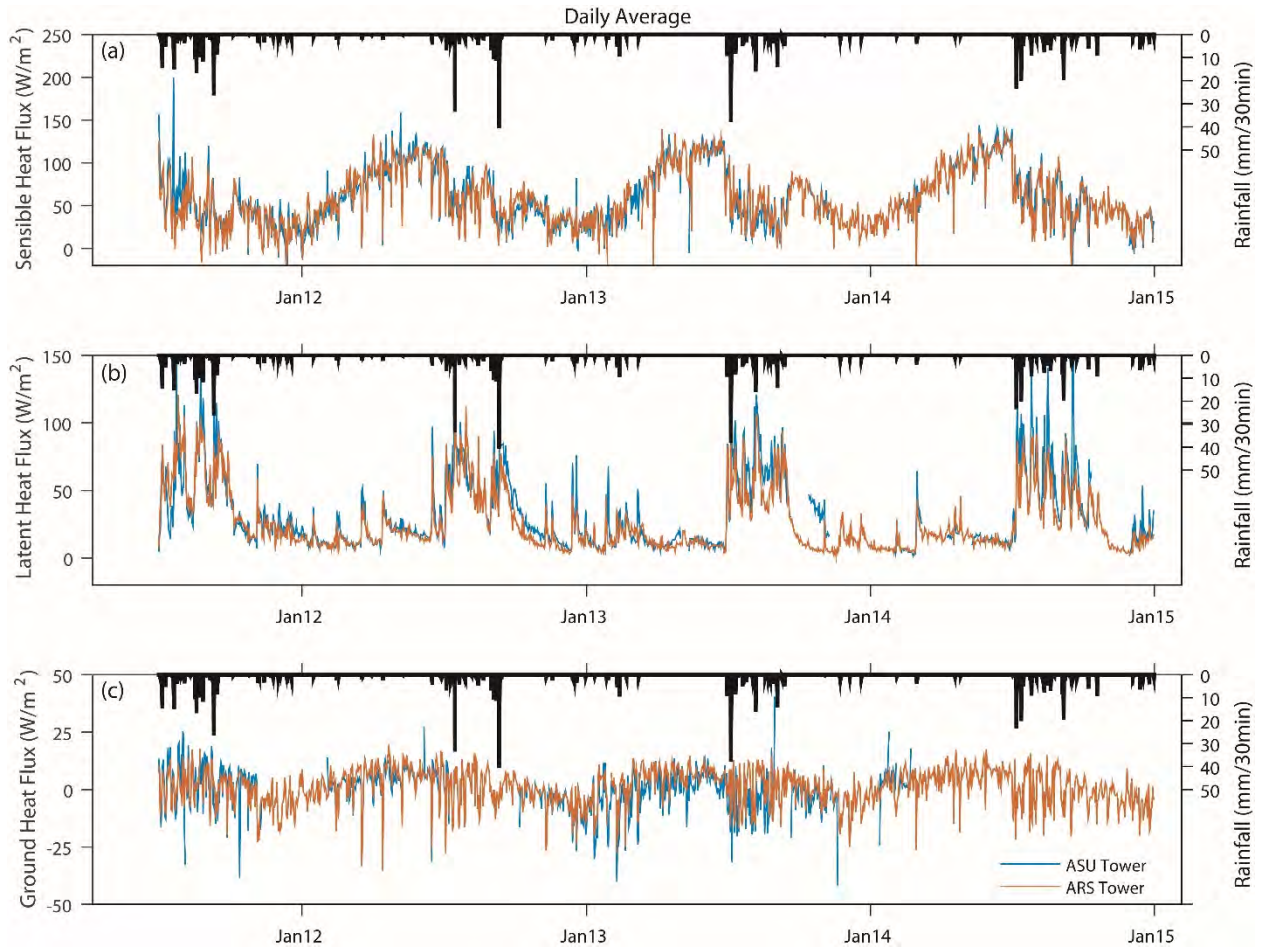 Daily Average
(a)
Sensible Heat Flux (W/m²)
250
200
150
100
50
0
0
10
20
30
40
50
Rainfall (mm/30min)
Jan12
Jan13
Jan14
Jan15
(b)
Latent Heat Flux (W/m²)
150
100
50
0
0
10
20
30
40
50
Rainfall (mm/30min)
Jan12
Jan13
Jan14
Jan15
(c)
Ground Heat Flux (W/m²)
50
25
0
-25
-50
0
10
20
30
40
50
Rainfall (mm/30min)
ASU Tower
ARS Tower
Jan12
Jan13
Jan14
Jan15